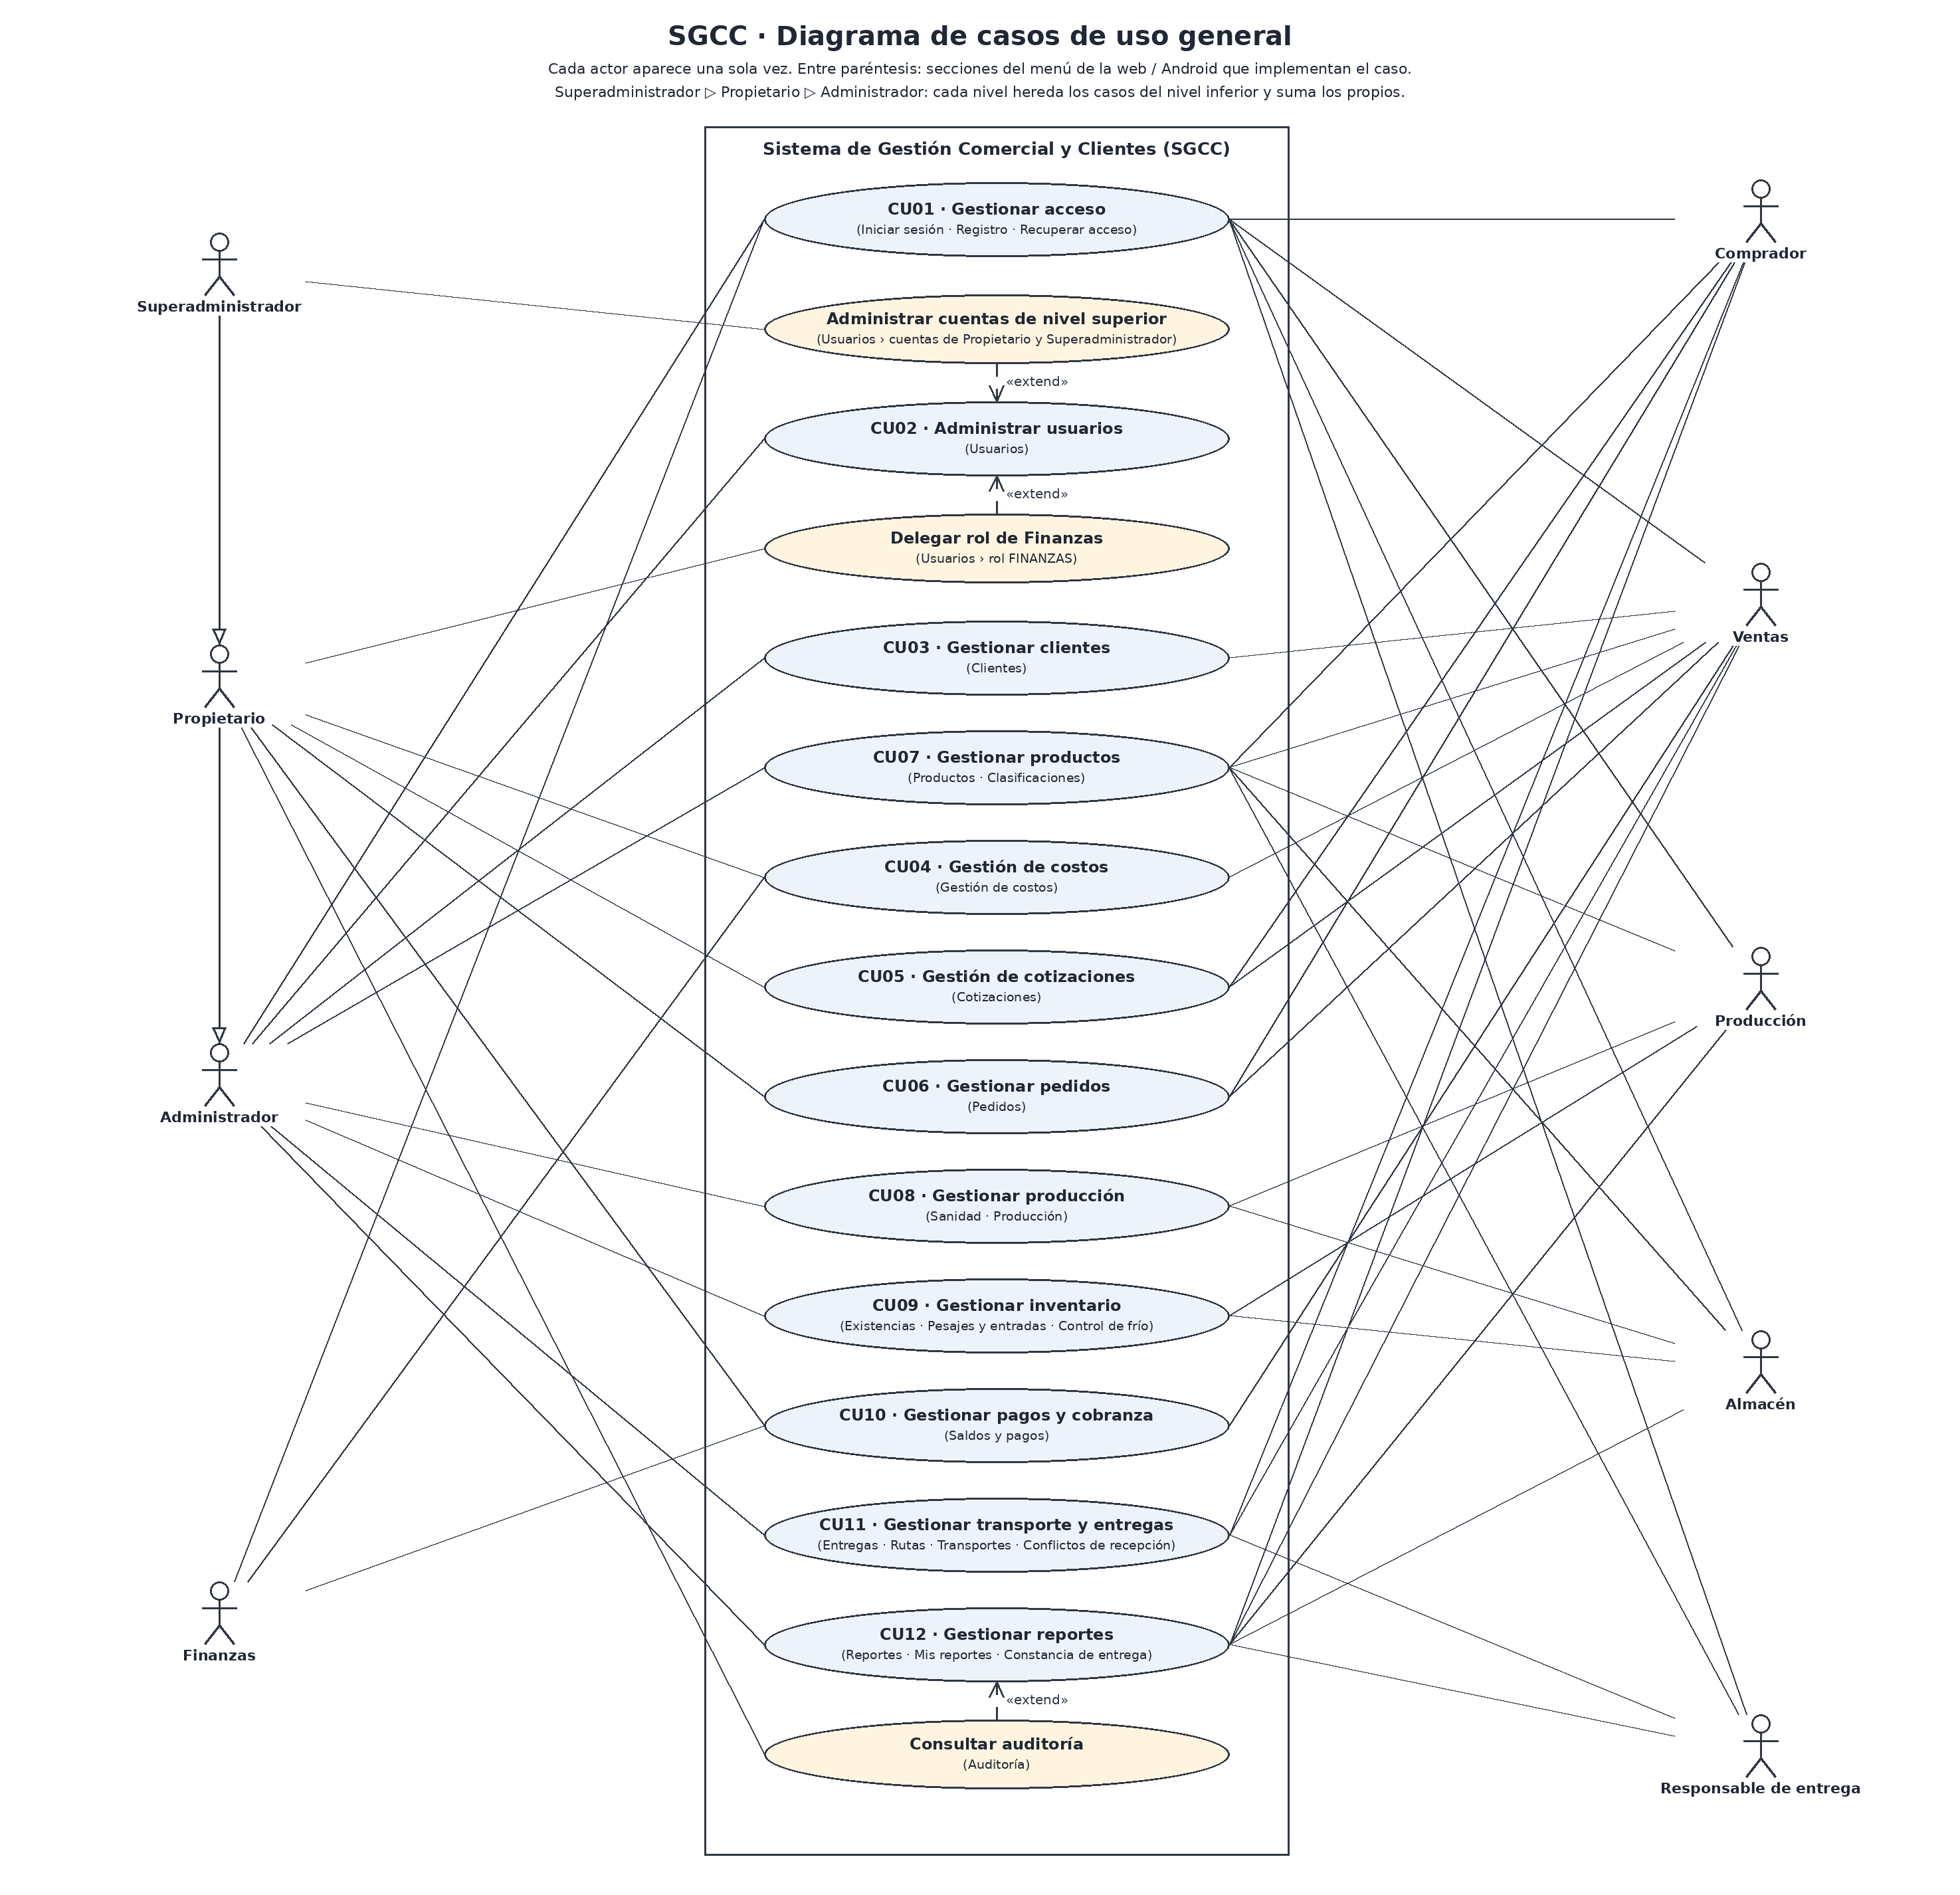 SGCC · Diagrama de casos de uso general
Cada actor aparece una sola vez. Entre paréntesis: secciones del menú de la web / Android que implementan el caso.
Superadministrador ▷ Propietario ▷ Administrador: cada nivel hereda los casos del nivel inferior y suma los propios.
Sistema de Gestión Comercial y Clientes (SGCC)
CU01 · Gestionar acceso
(Iniciar sesión · Registro · Recuperar acceso)
Comprador
Superadministrador
Administrar cuentas de nivel superior
(Usuarios › cuentas de Propietario y Superadministrador)
«extend»
CU02 · Administrar usuarios
(Usuarios)
«extend»
Delegar rol de Finanzas
(Usuarios › rol FINANZAS)
Ventas
CU03 · Gestionar clientes
(Clientes)
Propietario
CU07 · Gestionar productos
(Productos · Clasificaciones)
CU04 · Gestión de costos
(Gestión de costos)
CU05 · Gestión de cotizaciones
(Cotizaciones)
Producción
CU06 · Gestionar pedidos
(Pedidos)
Administrador
CU08 · Gestionar producción
(Sanidad · Producción)
CU09 · Gestionar inventario
(Existencias · Pesajes y entradas · Control de frío)
Almacén
CU10 · Gestionar pagos y cobranza
(Saldos y pagos)
CU11 · Gestionar transporte y entregas
(Entregas · Rutas · Transportes · Conflictos de recepción)
CU12 · Gestionar reportes
(Reportes · Mis reportes · Constancia de entrega)
Finanzas
«extend»
Consultar auditoría
(Auditoría)
Responsable de entrega